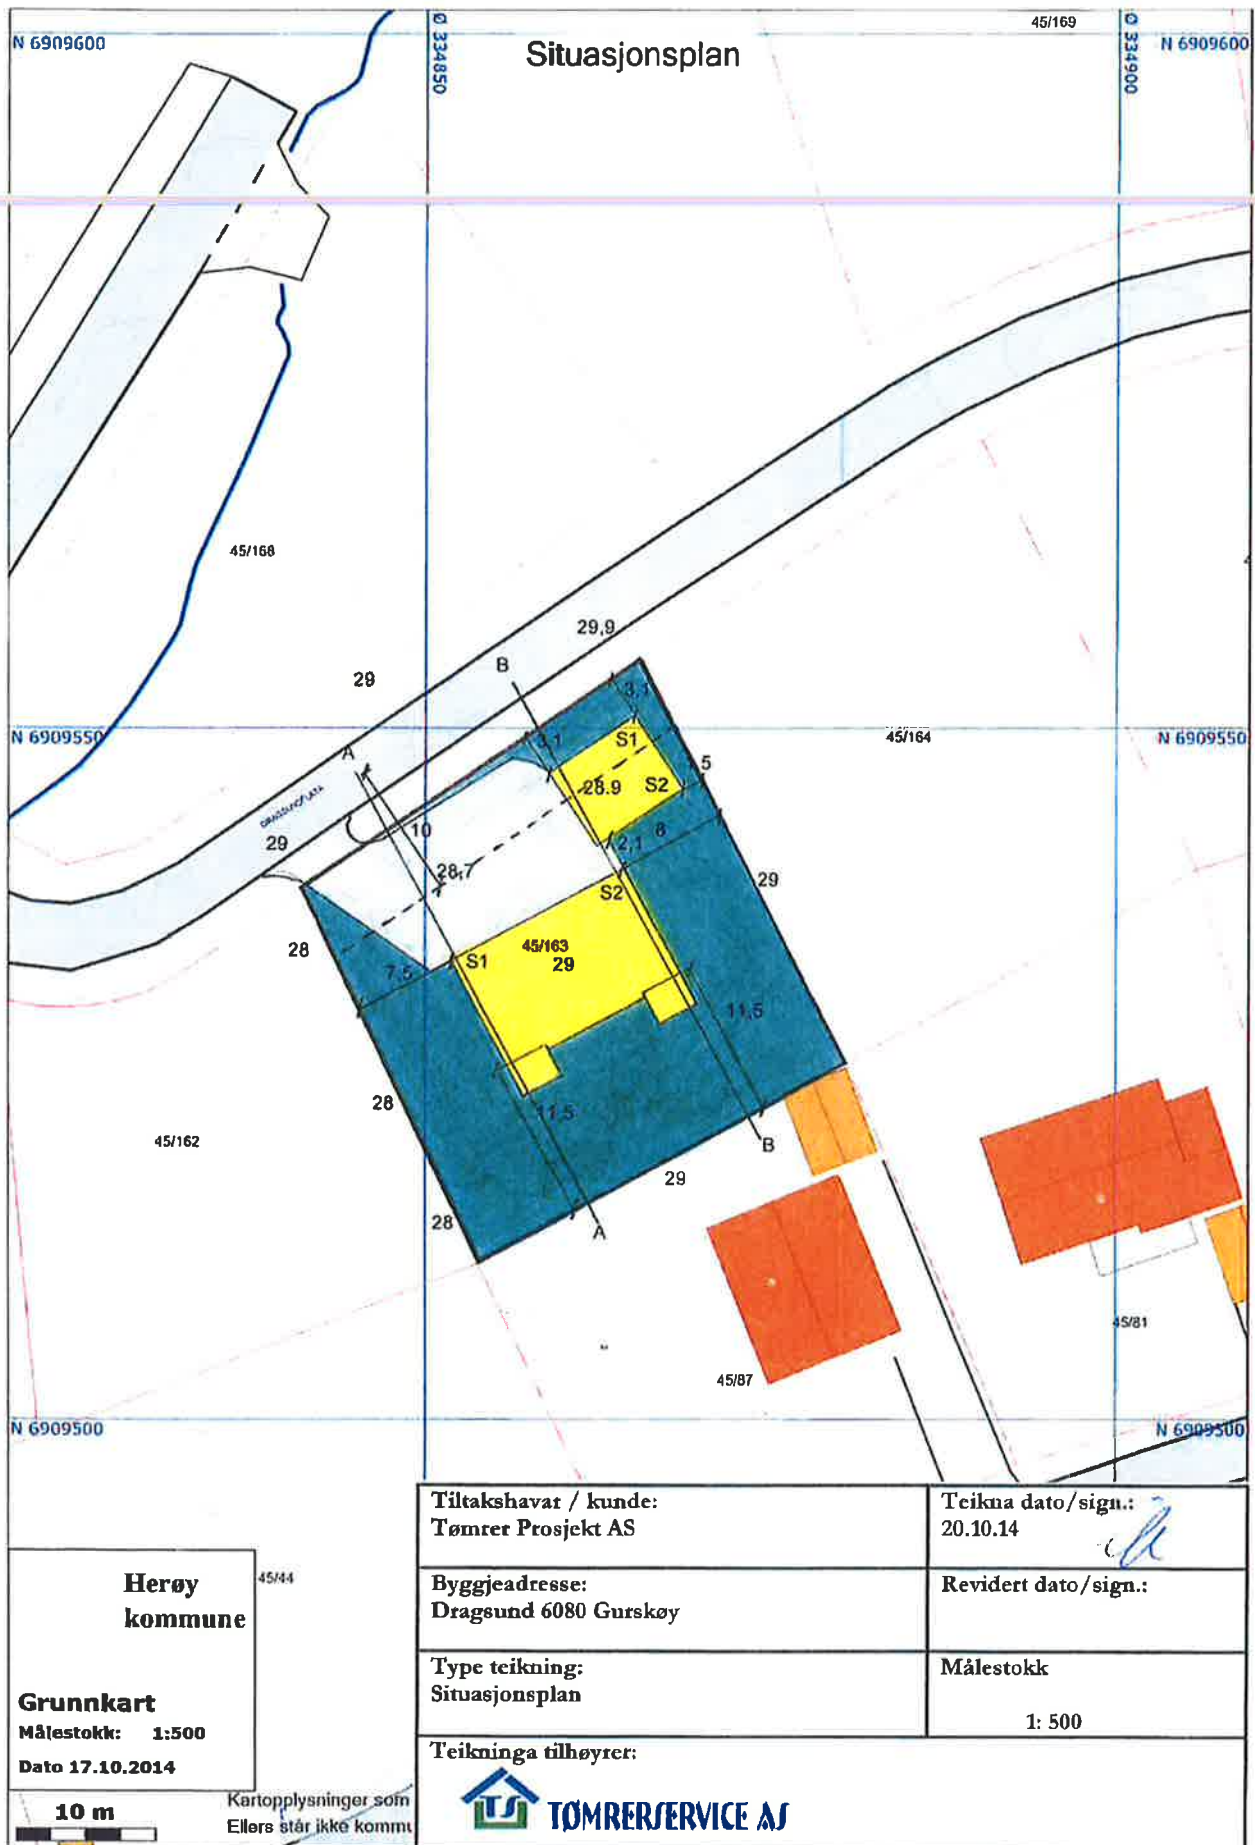 Situasjonsplan
45/169
N 6909600
Ø 334850
Ø 334900
N 6909600
45/168
29,9
29
B
3,1
N 6909550
A
3,1
S1
45/164
N 6909550
5
28.9
S2
DRAGSUNDFLATA
10
8
29
2,1
28,7
29
S2
28
45/163
29
S1
7,5
11,5
28
11,5
45/162
B
29
28
A
45/81
45/87
N 6909500
N 6909500
Tiltakshavar / kunde:
Tømrer Prosjekt AS
Teikna dato/sign.:
20.10.14
45/44
Herøy
kommune
Byggjeadresse:
Dragsund 6080 Gurskøy
Revidert dato/sign.:
Type teikning:
Situasjonsplan
Målestokk
1: 500
Grunnkart
Målestokk: 1:500
Dato 17.10.2014
Teikninga tilhøyrer:
TS TØMRERSERVICE AS
10 m
Kartopplysninger som
Ellers står ikke kommu